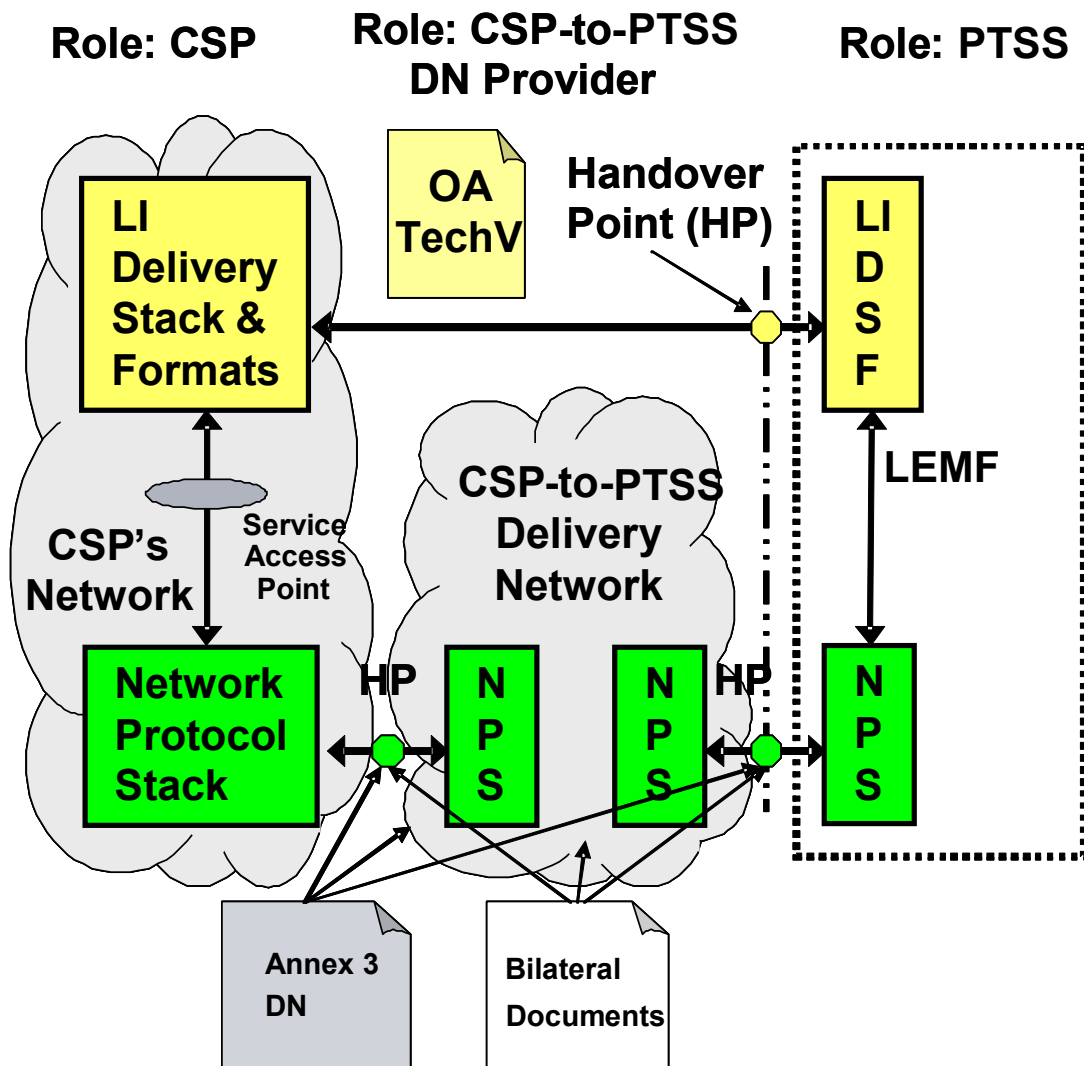 Role: CSP
Role: CSP-to-PTSS
DN Provider
Role: PTSS
OA
TechV
Handover
Point (HP)
LI
Delivery
Stack &
Formats
LI
D
S
F
LEMF
CSP-to-PTSS
Delivery
Network
CSP's
Network
Service
Access
Point
Network
Protocol
Stack
HP
N
P
S
N
P
S
HP
N
P
S
Annex 3
DN
Bilateral
Documents